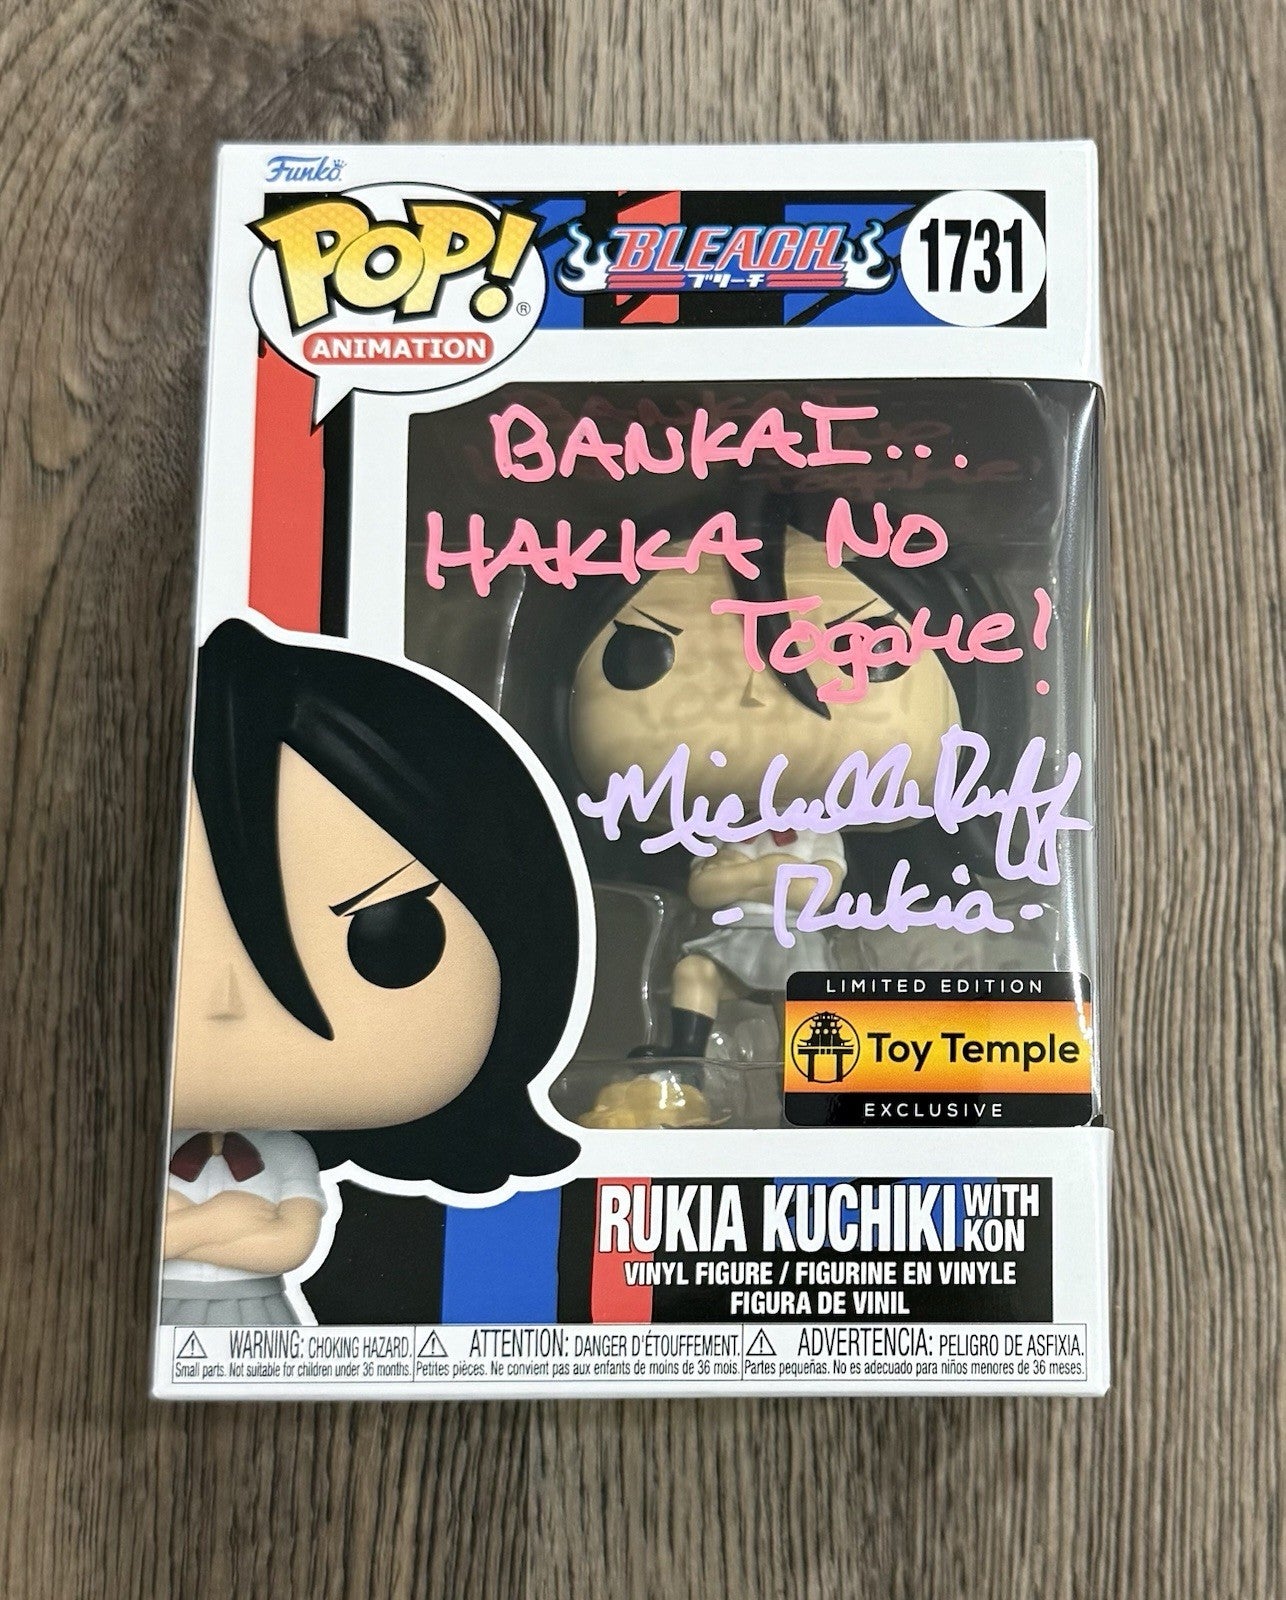 Funko
POP!®
ANIMATION
BLEACH
ブリーチ
1731
BANKAI...
HAKKA NO
TOGAME!
Michelle Ruff
- Rukia -
LIMITED EDITION
Toy Temple
EXCLUSIVE
RUKIA KUCHIKI WITH KON
VINYL FIGURE / FIGURINE EN VINYLE
FIGURA DE VINIL
WARNING: CHOKING HAZARD.
Small parts. Not suitable for children under 36 months.
ATTENTION: DANGER D'ÉTOUFFEMENT.
Petites pièces. Ne convient pas aux enfants de moins de 36 mois.
ADVERTENCIA: PELIGRO DE ASFIXIA.
Partes pequeñas. No es adecuado para niños menores de 36 meses.